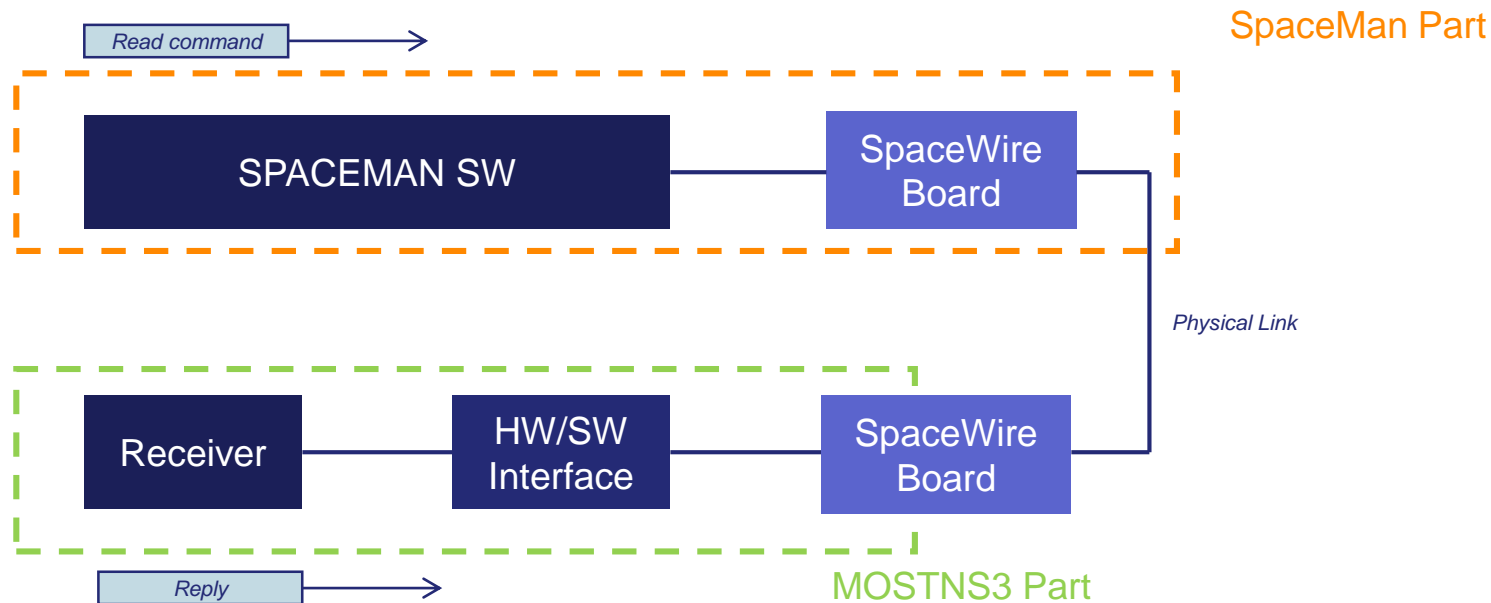 SpaceMan Part
Read command
SPACEMAN SW
SpaceWire
Board
Physical Link
Receiver
HW/SW
Interface
SpaceWire
Board
Reply
MOSTNS3 Part